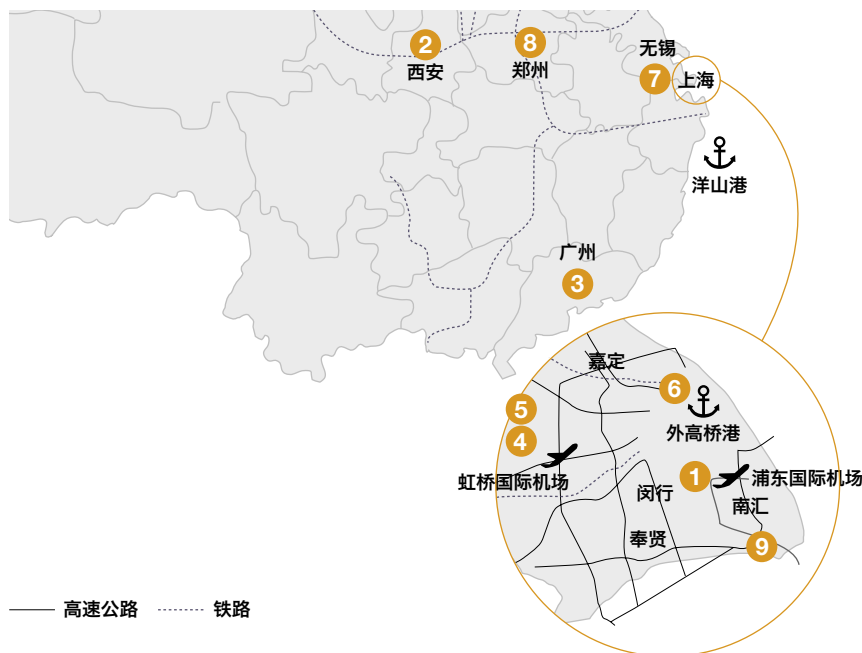 2
西安
8
郑州
无锡
7
上海
洋山港
广州
3
嘉定
6
5
外高桥港
4
虹桥国际机场
1
浦东国际机场
闵行
南汇
奉贤
9
高速公路
铁路